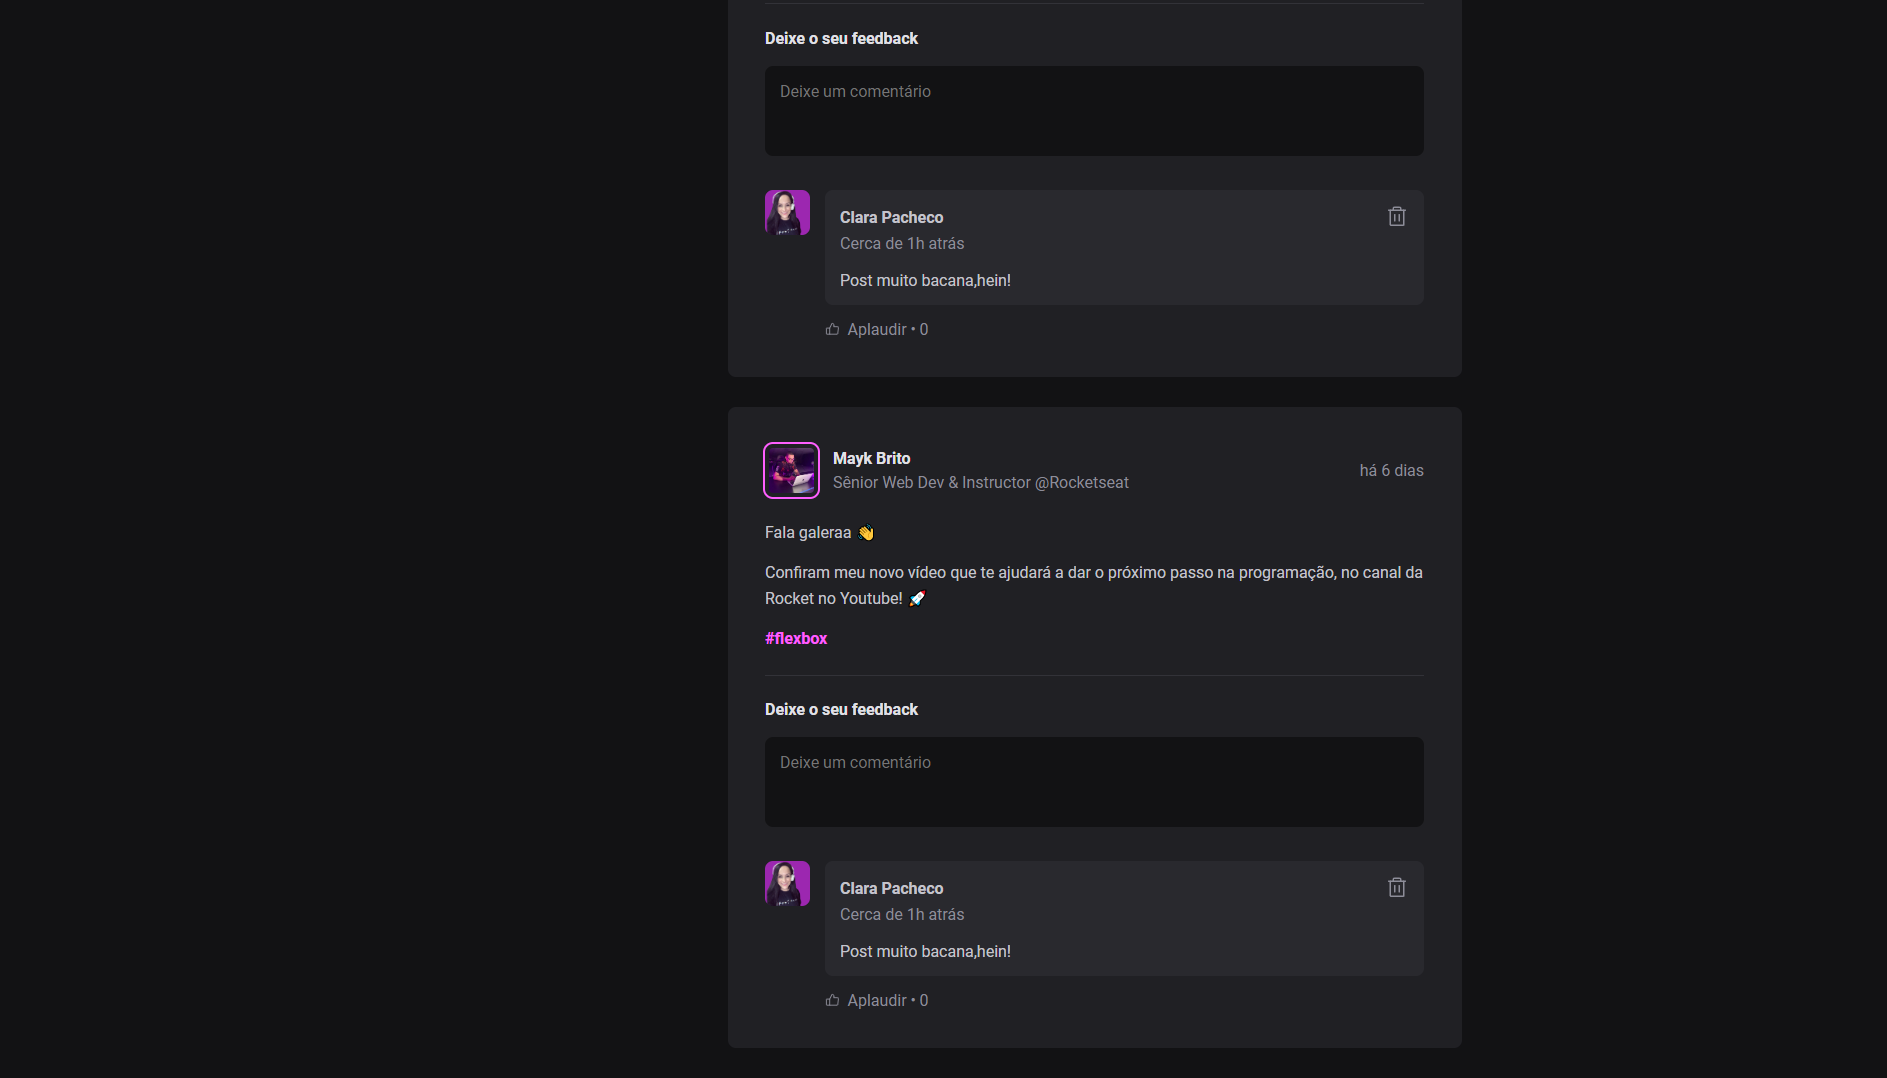 Deixe o seu feedback
Deixe um comentário
Clara Pacheco
Cerca de 1h atrás
Post muito bacana,hein!
Aplaudir • 0
Mayk Brito
Sênior Web Dev & Instructor @Rocketseat
há 6 dias
Fala galeraa 👋
Confiram meu novo vídeo que te ajudará a dar o próximo passo na programação, no canal da
Rocket no Youtube! 🚀
#flexbox
Deixe o seu feedback
Deixe um comentário
Clara Pacheco
Cerca de 1h atrás
Post muito bacana,hein!
Aplaudir • 0